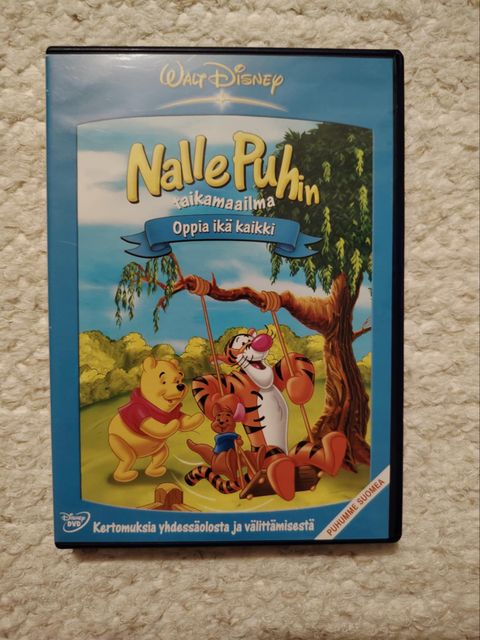 WALT DISNEY
Nalle Puhin
taikamaailma
Oppia ikä kaikki
DISNEY
DVD
Kertomuksia yhdessäolosta ja välittämisestä
PUHUMME SUOMEA